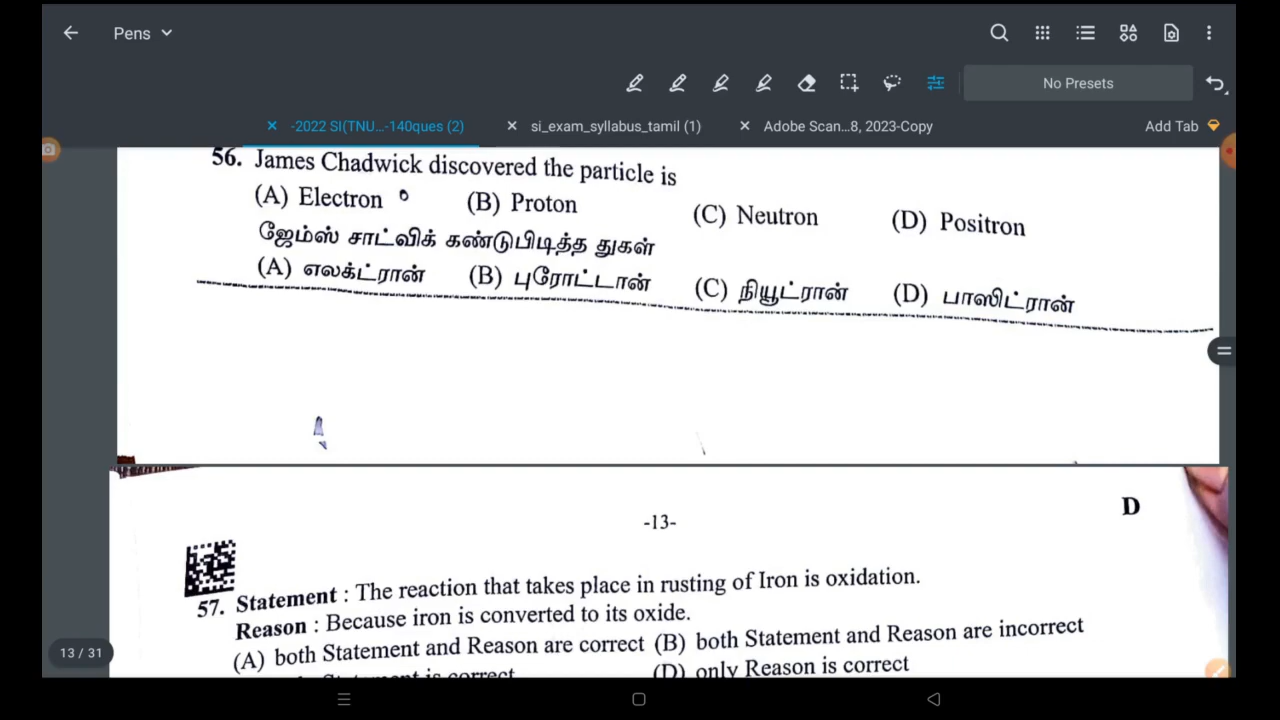 Pens
No Presets
-2022 SI(TNU...-140ques (2)
si_exam_syllabus_tamil (1)
Adobe Scan...8, 2023-Copy
Add Tab
56. James Chadwick discovered the particle is
(A) Electron (B) Proton (C) Neutron (D) Positron
ஜேம்ஸ் சாட்விக் கண்டுபிடித்த துகள்
(A) எலக்ட்ரான் (B) புரோட்டான் (C) நியூட்ரான் (D) பாஸிட்ரான்
-13-
D
57. Statement : The reaction that takes place in rusting of Iron is oxidation.
Reason : Because iron is converted to its oxide.
(A) both Statement and Reason are correct (B) both Statement and Reason are incorrect
Statement is correct (D) only Reason is correct
13 / 31